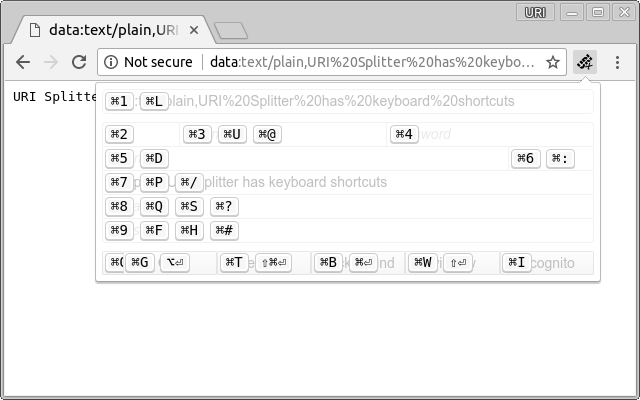 URI
data:text/plain,URI
Not secure data:text/plain,URI%20Splitter%20has%20keybo...
URI Splitte
⌘1 ⌘L plain,URI%20Splitter%20has%20keyboard%20shortcuts
⌘2 ⌘3 ⌘U ⌘@ ⌘4 word
⌘5 ⌘D ⌘6 ⌘:
⌘7 ⌘P ⌘/ plitter has keyboard shortcuts
⌘8 ⌘Q ⌘S ⌘?
⌘9 ⌘F ⌘H ⌘#
⌘G ⌥⏎ ⌘T ⇧⌘⏎ ⌘B ⌘⏎ nd ⌘W ⇧⏎ ⌘I cognito